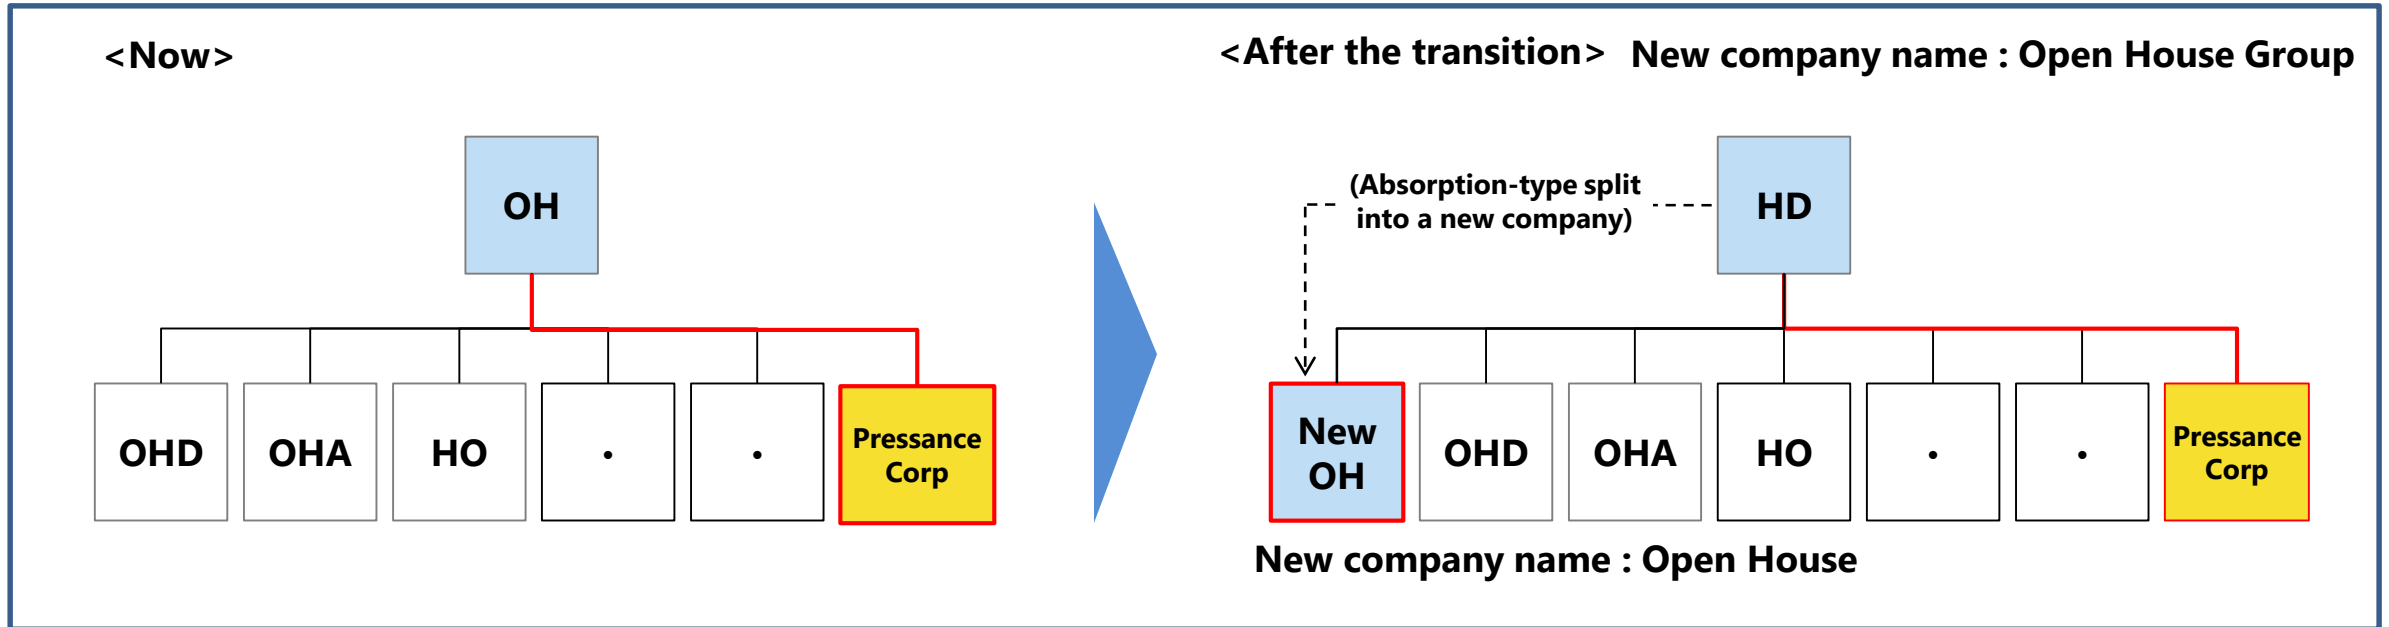 <Now>
<After the transition>
New company name : Open House Group
OH
(Absorption-type split
into a new company)
HD
OHD
OHA
HO
・
・
Pressance
Corp
New
OH
OHD
OHA
HO
・
・
Pressance
Corp
New company name : Open House